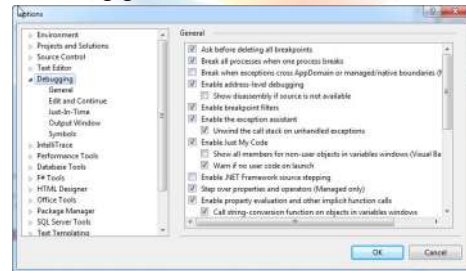 Options
Environment
Projects and Solutions
Source Control
Text Editor
Debugging
General
Edit and Continue
Just-In-Time
Output Window
Symbols
IntelliTrace
Performance Tools
Database Tools
F# Tools
HTML Designer
Office Tools
Package Manager
SQL Server Tools
Text Templating
General
Ask before deleting all breakpoints
Break all processes when one process breaks
Break when exceptions cross AppDomain or managed/native boundaries (M
Enable address-level debugging
Show disassembly if source is not available
Enable breakpoint filters
Enable the exception assistant
Unwind the call stack on unhandled exceptions
Enable Just My Code
Show all members for non-user objects in variables windows (Visual Ba
Warn if no user code on launch
Enable .NET Framework source stepping
Step over properties and operators (Managed only)
Enable property evaluation and other implicit function calls
Call string-conversion function on objects in variables windows
OK
Cancel